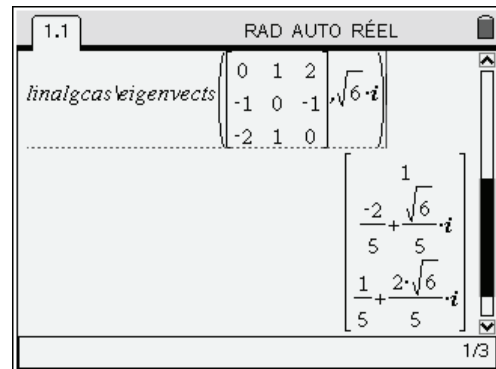 1.1 RAD AUTO RÉEL
linalgcas\eigenvects([0 1 2
-1 0 -1
-2 1 0],√6·i)
[1
-2/5+√6/5·i
1/5+2·√6/5·i]
1/3